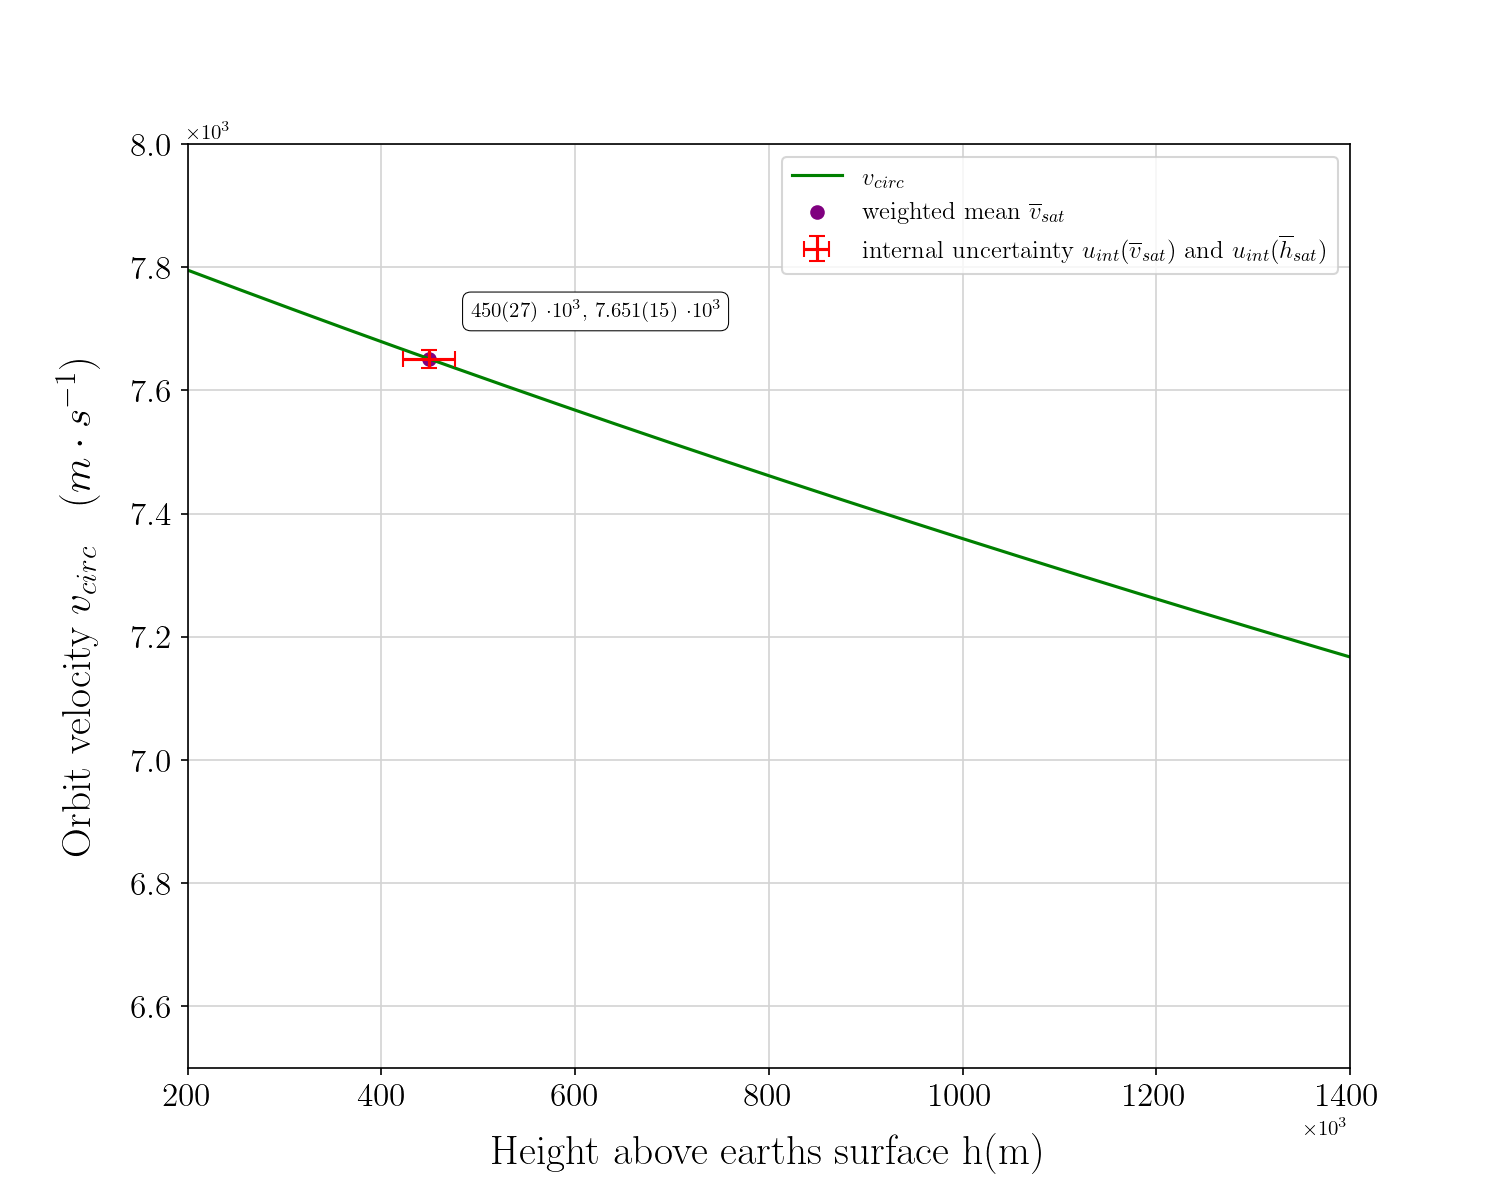 ×10³
8.0
7.8
7.6
7.4
7.2
7.0
6.8
6.6
Orbit velocity v_circ (m · s⁻¹)
v_circ
weighted mean v̅_sat
internal uncertainty u_int(v̅_sat) and u_int(h̅_sat)
450(27) ·10³, 7.651(15) ·10³
200 400 600 800 1000 1200 1400
×10³
Height above earths surface h(m)